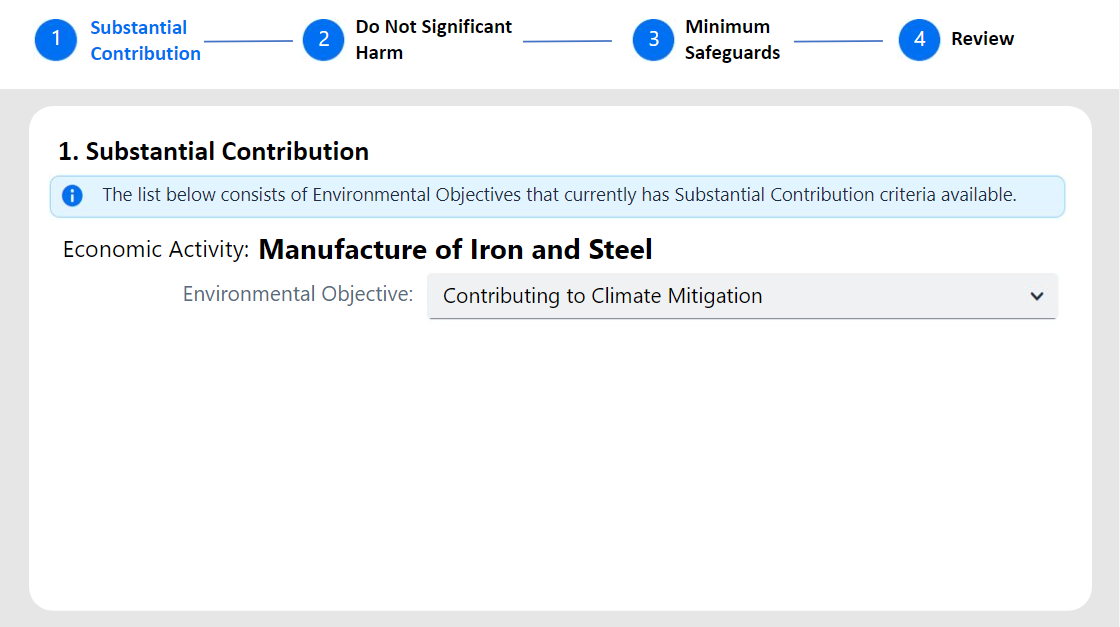 1
Substantial
Contribution
2
Do Not Significant
Harm
3
Minimum
Safeguards
4
Review
1. Substantial Contribution
The list below consists of Environmental Objectives that currently has Substantial Contribution criteria available.
Economic Activity: Manufacture of Iron and Steel
Environmental Objective: Contributing to Climate Mitigation